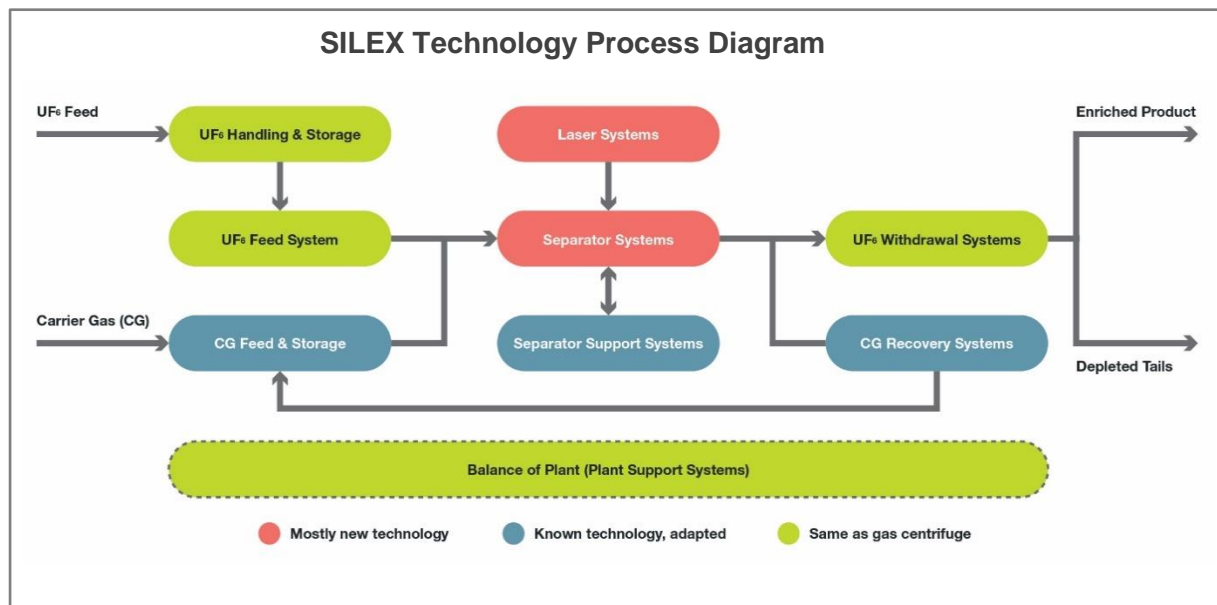 SILEX Technology Process Diagram
UF₆ Feed
Enriched Product
UF₆ Handling & Storage
Laser Systems
UF₆ Feed System
Separator Systems
UF₆ Withdrawal Systems
Carrier Gas (CG)
CG Feed & Storage
Separator Support Systems
CG Recovery Systems
Depleted Tails
Balance of Plant (Plant Support Systems)
Mostly new technology
Known technology, adapted
Same as gas centrifuge